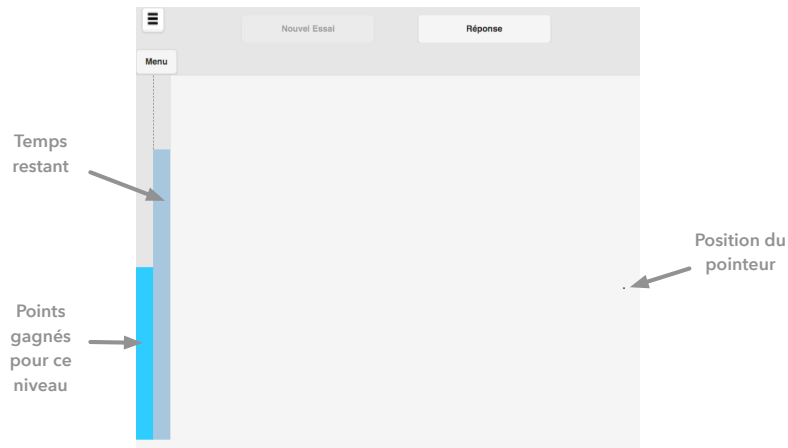 Nouvel Essai
Réponse
Menu
Temps
restant
Position du
pointeur
Points
gagnés
pour ce
niveau